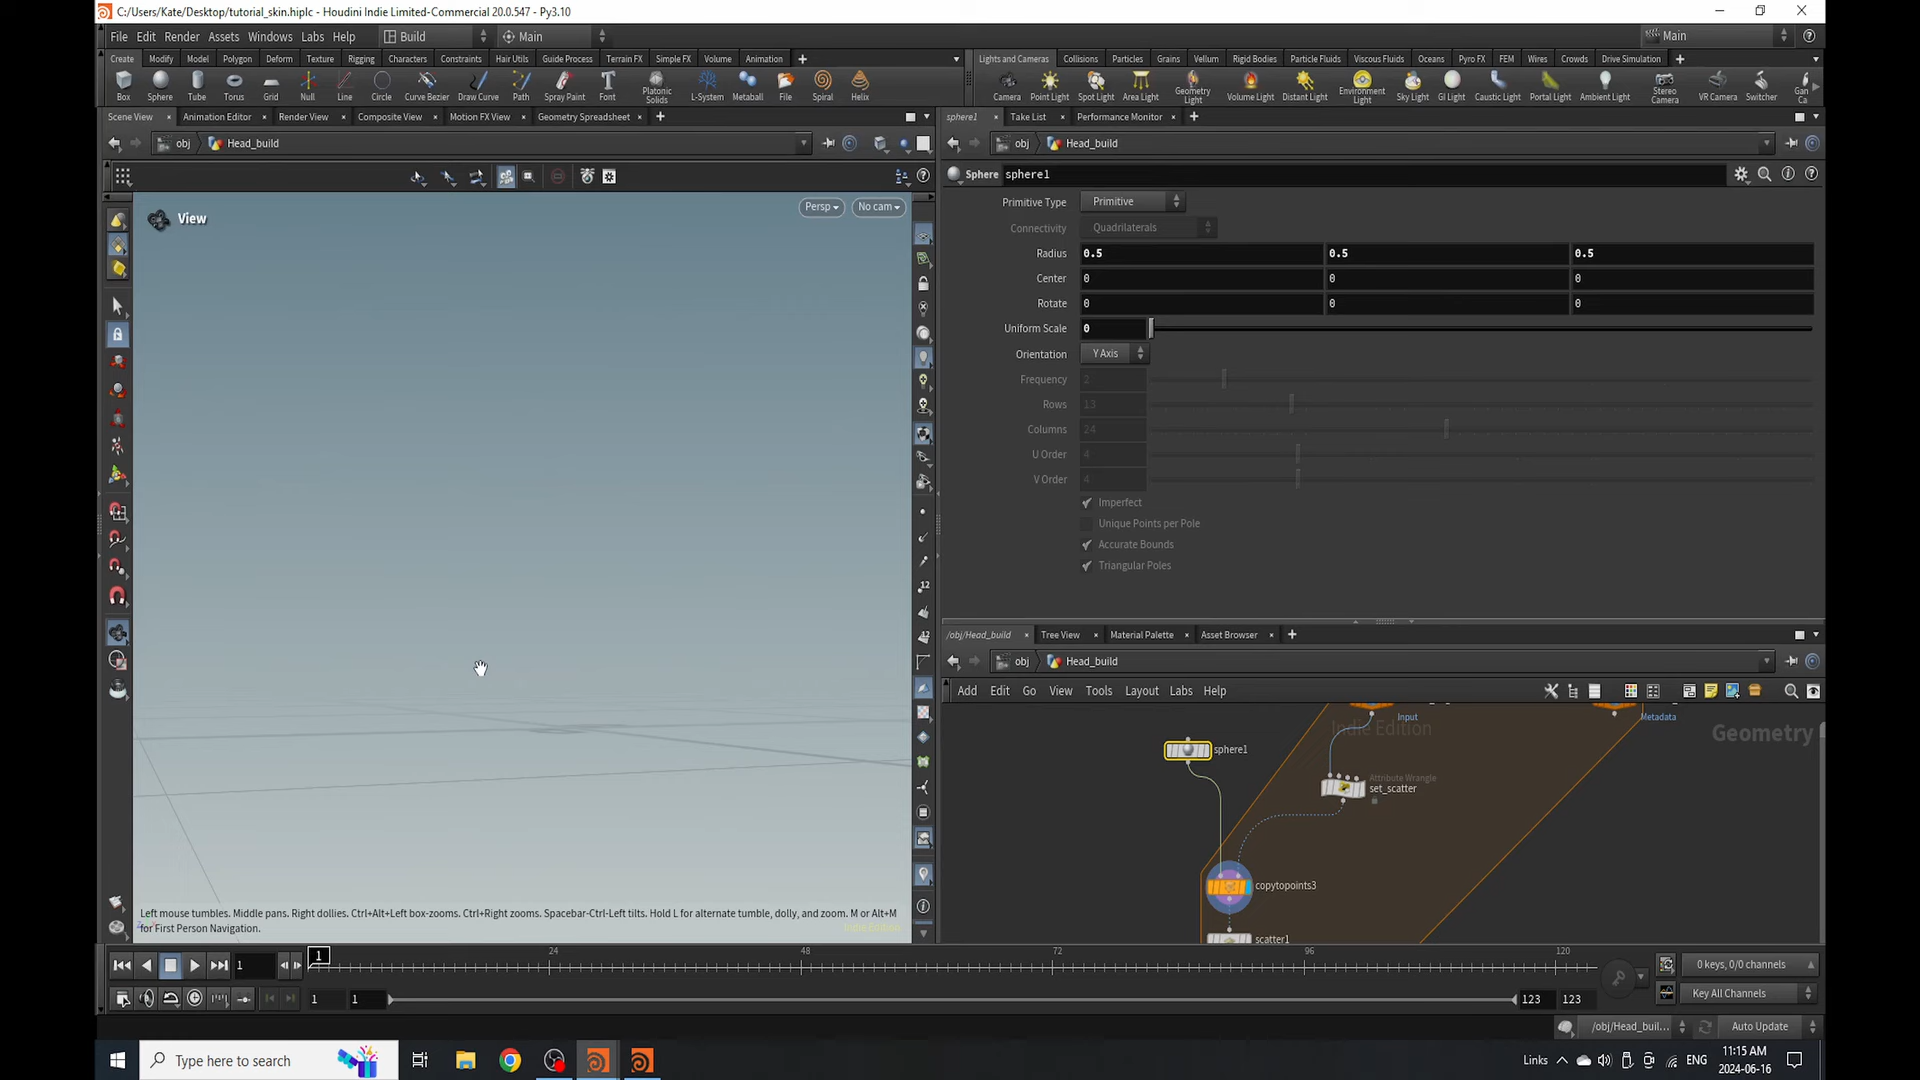 C:/Users/Kate/Desktop/tutorial_skin.hiplc - Houdini Indie Limited-Commercial 20.0.547 - Py3.10
File Edit Render Assets Windows Labs Help Build Main Main
Create Modify Model Polygon Deform Texture Rigging Characters Constraints Hair Utils Guide Process Terrain FX Simple FX Volume Animation
Lights and Cameras Collisions Particles Grains Vellum Rigid Bodies Particle Fluids Viscous Fluids Oceans Pyro FX FEM Wires Crowds Drive Simulation
Box Sphere Tube Torus Grid Null Line Circle Curve Bezier Draw Curve Path Spray Paint Font Platonic Solids L-System Metaball File Spiral Helix
Camera Point Light Spot Light Area Light Geometry Light Volume Light Distant Light Environment Light Sky Light GI Light Caustic Light Portal Light Ambient Light Stereo Camera VR Camera Switcher Gan Ca
Scene View Animation Editor Render View Composite View Motion FX View Geometry Spreadsheet
sphere1 Take List Performance Monitor
obj Head_build
obj Head_build
View
Persp No cam
Sphere sphere1
Primitive Type Primitive
Connectivity Quadrilaterals
Radius 0.5 0.5 0.5
Center 0 0 0
Rotate 0 0 0
Uniform Scale 0
Orientation Y Axis
Frequency 2
Rows 13
Columns 24
U Order 4
V Order 4
Imperfect
Unique Points per Pole
Accurate Bounds
Triangular Poles
/obj/Head_build Tree View Material Palette Asset Browser
obj Head_build
Add Edit Go View Tools Layout Labs Help
Input Metadata
Indie Edition
Geometry
sphere1
Attribute Wrangle
set_scatter
copytopoints3
scatter1
Left mouse tumbles. Middle pans. Right dollies. Ctrl+Alt+Left box-zooms. Ctrl+Right zooms. Spacebar-Ctrl-Left tilts. Hold L for alternate tumble, dolly, and zoom. M or Alt+M
for First Person Navigation.
1 1 24 48 72 96 120
0 keys, 0/0 channels
1 1 123 123
Key All Channels
/obj/Head_buil... Auto Update
Type here to search
Links ENG 11:15 AM
2024-06-16